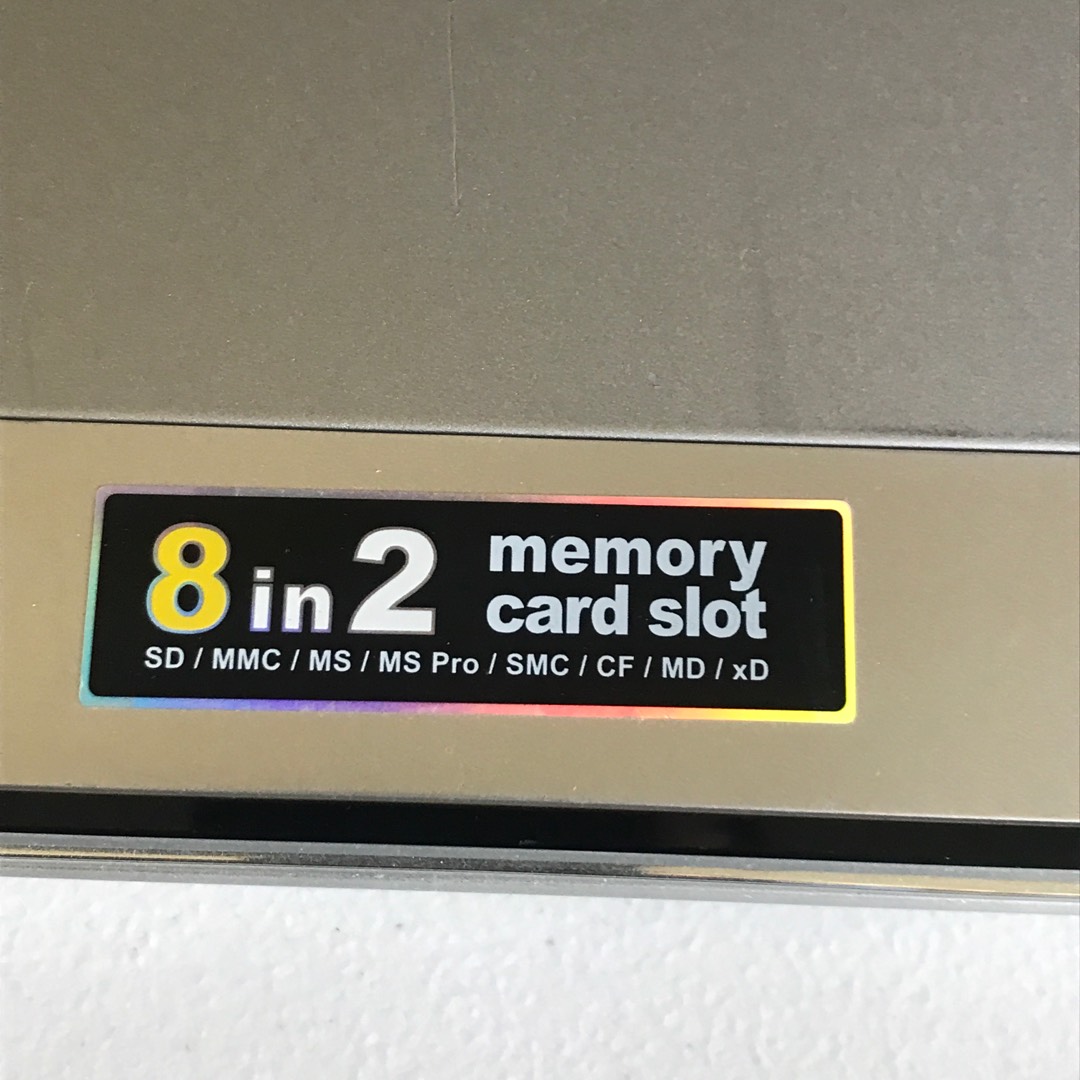 8 in 2 memory
card slot
SD / MMC / MS / MS Pro / SMC / CF / MD / xD